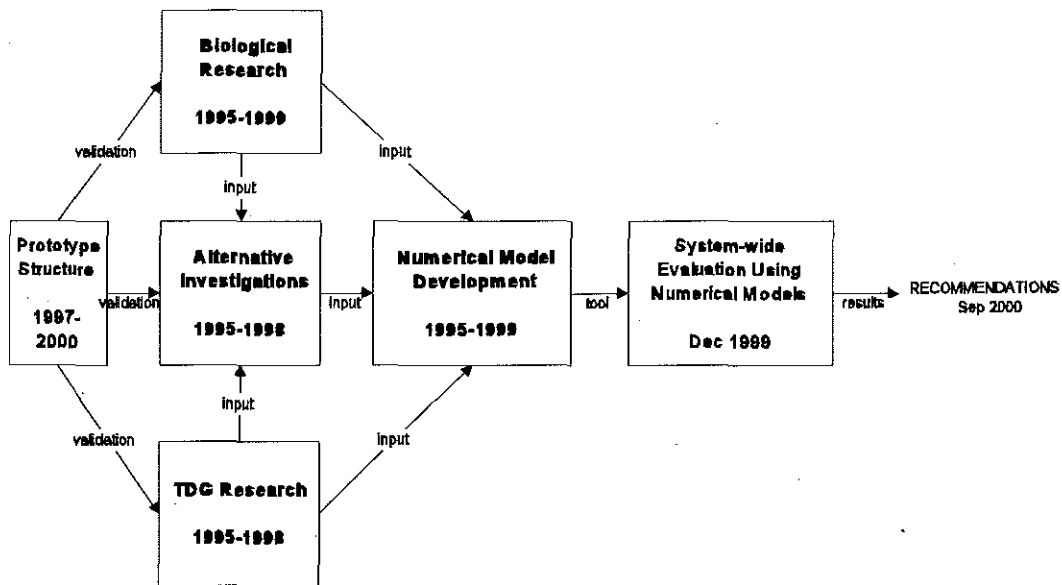 Biological
Research
1995-1999
validation
input
input
Prototype
Structure
1997-
2000
validation
Alternative
Investigations
1995-1998
input
Numerical Model
Development
1995-1999
tool
System-wide
Evaluation Using
Numerical Models
Dec 1999
results
RECOMMENDATIONS
Sep 2000
validation
input
input
TDG Research
1995-1998